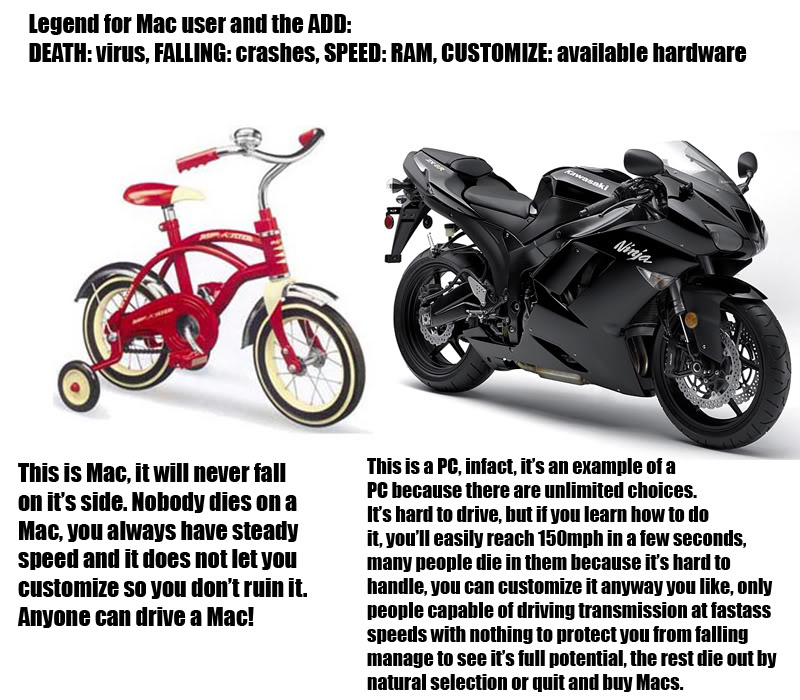 Legend for Mac user and the ADD:
DEATH: virus, FALLING: crashes, SPEED: RAM, CUSTOMIZE: available hardware
Kawasaki
Ninja
ZX-6R
This is Mac, it will never fall
on it's side. Nobody dies on a
Mac, you always have steady
speed and it does not let you
customize so you don't ruin it.
Anyone can drive a Mac!
This is a PC, infact, it's an example of a
PC because there are unlimited choices.
It's hard to drive, but if you learn how to do
it, you'll easily reach 150mph in a few seconds,
many people die in them because it's hard to
handle, you can customize it anyway you like, only
people capable of driving transmission at fastass
speeds with nothing to protect you from falling
manage to see it's full potential, the rest die out by
natural selection or quit and buy Macs.